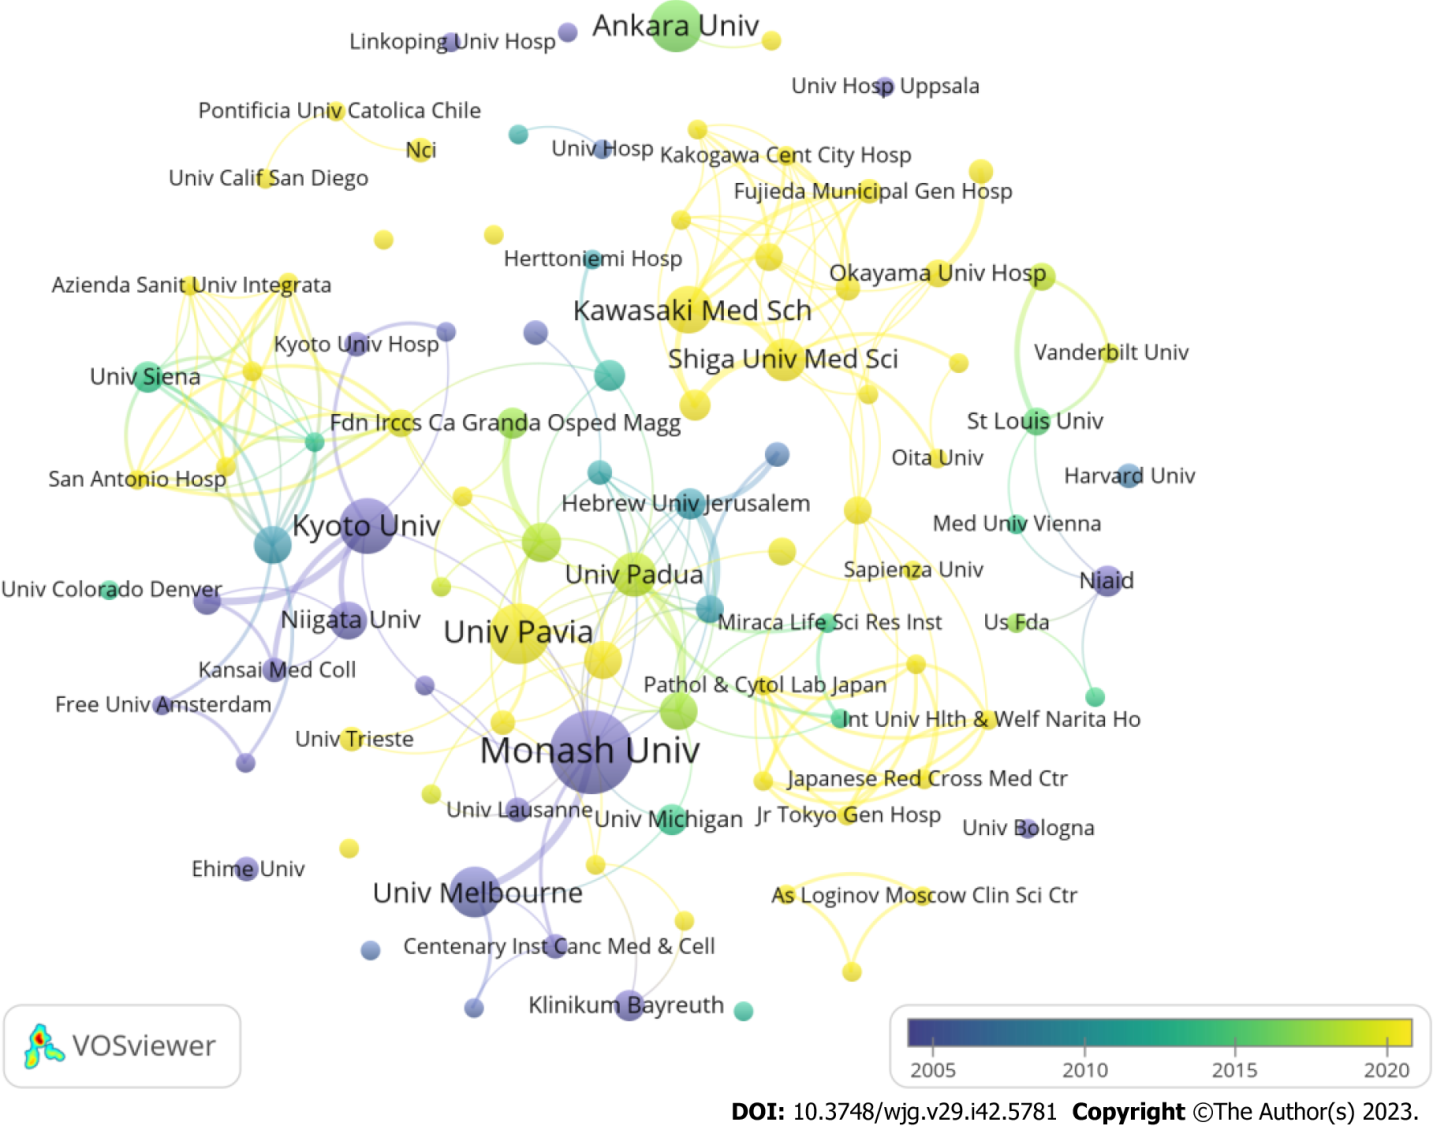 Ankara Univ
Linkoping Univ Hosp
Univ Hosp Uppsala
Pontificia Univ Catolica Chile
Nci
Univ Hosp
Kakogawa Cent City Hosp
Univ Calif San Diego
Fujieda Municipal Gen Hosp
Herttoniemi Hosp
Okayama Univ Hosp
Azienda Sanit Univ Integrata
Kawasaki Med Sch
Kyoto Univ Hosp
Shiga Univ Med Sci
Vanderbilt Univ
Univ Siena
Fdn Irccs Ca Granda Osped Magg
St Louis Univ
Oita Univ
San Antonio Hosp
Harvard Univ
Hebrew Univ Jerusalem
Kyoto Univ
Med Univ Vienna
Univ Padua
Sapienza Univ
Niaid
Univ Colorado Denver
Niigata Univ
Univ Pavia
Miraca Life Sci Res Inst
Us Fda
Kansai Med Coll
Pathol & Cytol Lab Japan
Free Univ Amsterdam
Int Univ Hlth & Welf Narita Ho
Univ Trieste
Monash Univ
Japanese Red Cross Med Ctr
Univ Lausanne
Univ Michigan
Jr Tokyo Gen Hosp
Univ Bologna
Ehime Univ
Univ Melbourne
As Loginov Moscow Clin Sci Ctr
Centenary Inst Canc Med & Cell
Klinikum Bayreuth
VOSviewer
2005 2010 2015 2020
DOI: 10.3748/wjg.v29.i42.5781 Copyright ©The Author(s) 2023.